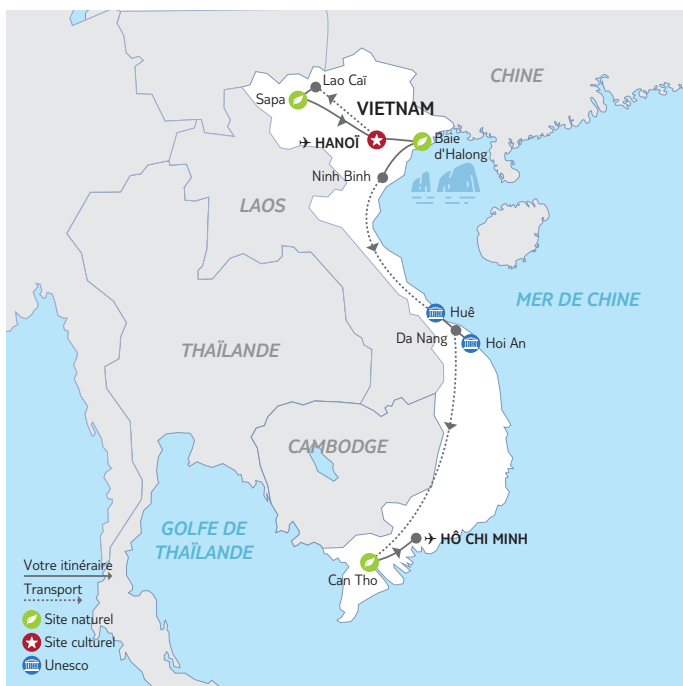 CHINE
Lao Caï
Sapa
VIETNAM
✈ HANOÏ
Baie
d'Halong
Ninh Binh
LAOS
MER DE CHINE
Huê
Da Nang
Hoi An
THAÏLANDE
CAMBODGE
GOLFE DE
THAÏLANDE
✈ HÔ CHI MINH
Can Tho
Votre itinéraire
Transport
Site naturel
Site culturel
Unesco